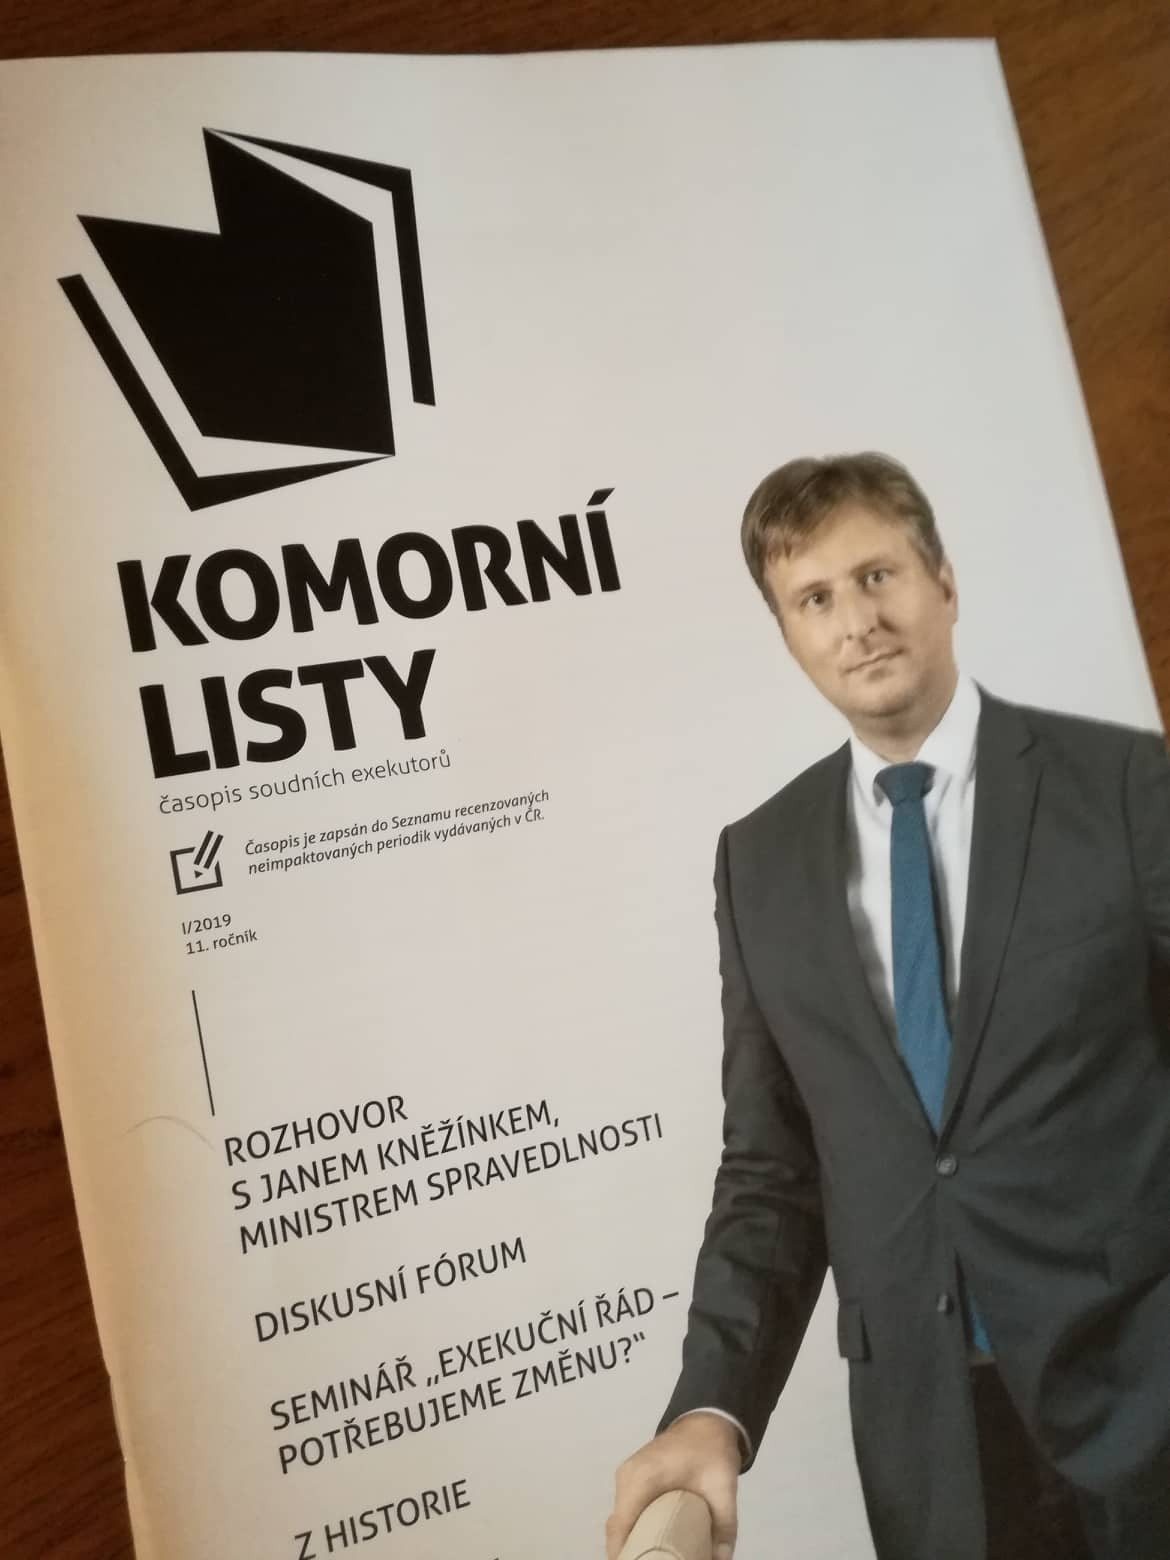 KOMORNÍ
LISTY
časopis soudních exekutorů
Časopis je zapsán do Seznamu recenzovaných
neimpaktovaných periodik vydávaných v ČR.
I/2019
11. ročník
ROZHOVOR
S JANEM KNĚŽÍNKEM,
MINISTREM SPRAVEDLNOSTI
DISKUSNÍ FÓRUM
SEMINÁŘ „EXEKUČNÍ ŘÁD –
POTŘEBUJEME ZMĚNU?"
Z HISTORIE